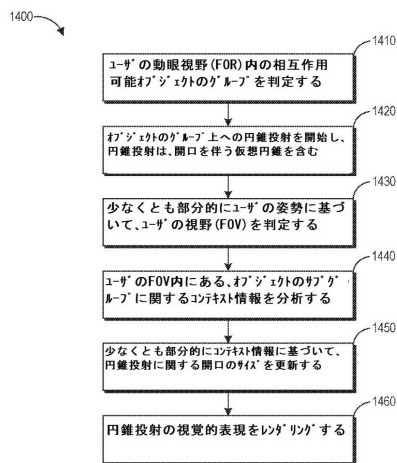 1400
1410
ユーザの動眼視野(FOR)内の相互作用
可能オブジェクトのグループを判定する
1420
オブジェクトのグループ上への円錐投射を開始し、
円錐投射は、開口を伴う仮想円錐を含む
1430
少なくとも部分的にユーザの姿勢に基づ
いて、ユーザの視野(FOV)を判定する
1440
ユーザのFOV内にある、オブジェクトのサブグ
ループに関するコンテキスト情報を分析する
1450
少なくとも部分的にコンテキスト情報に基づいて、
円錐投射に関する開口のサイズを更新する
1460
円錐投射の視覚的表現をレンダリングする